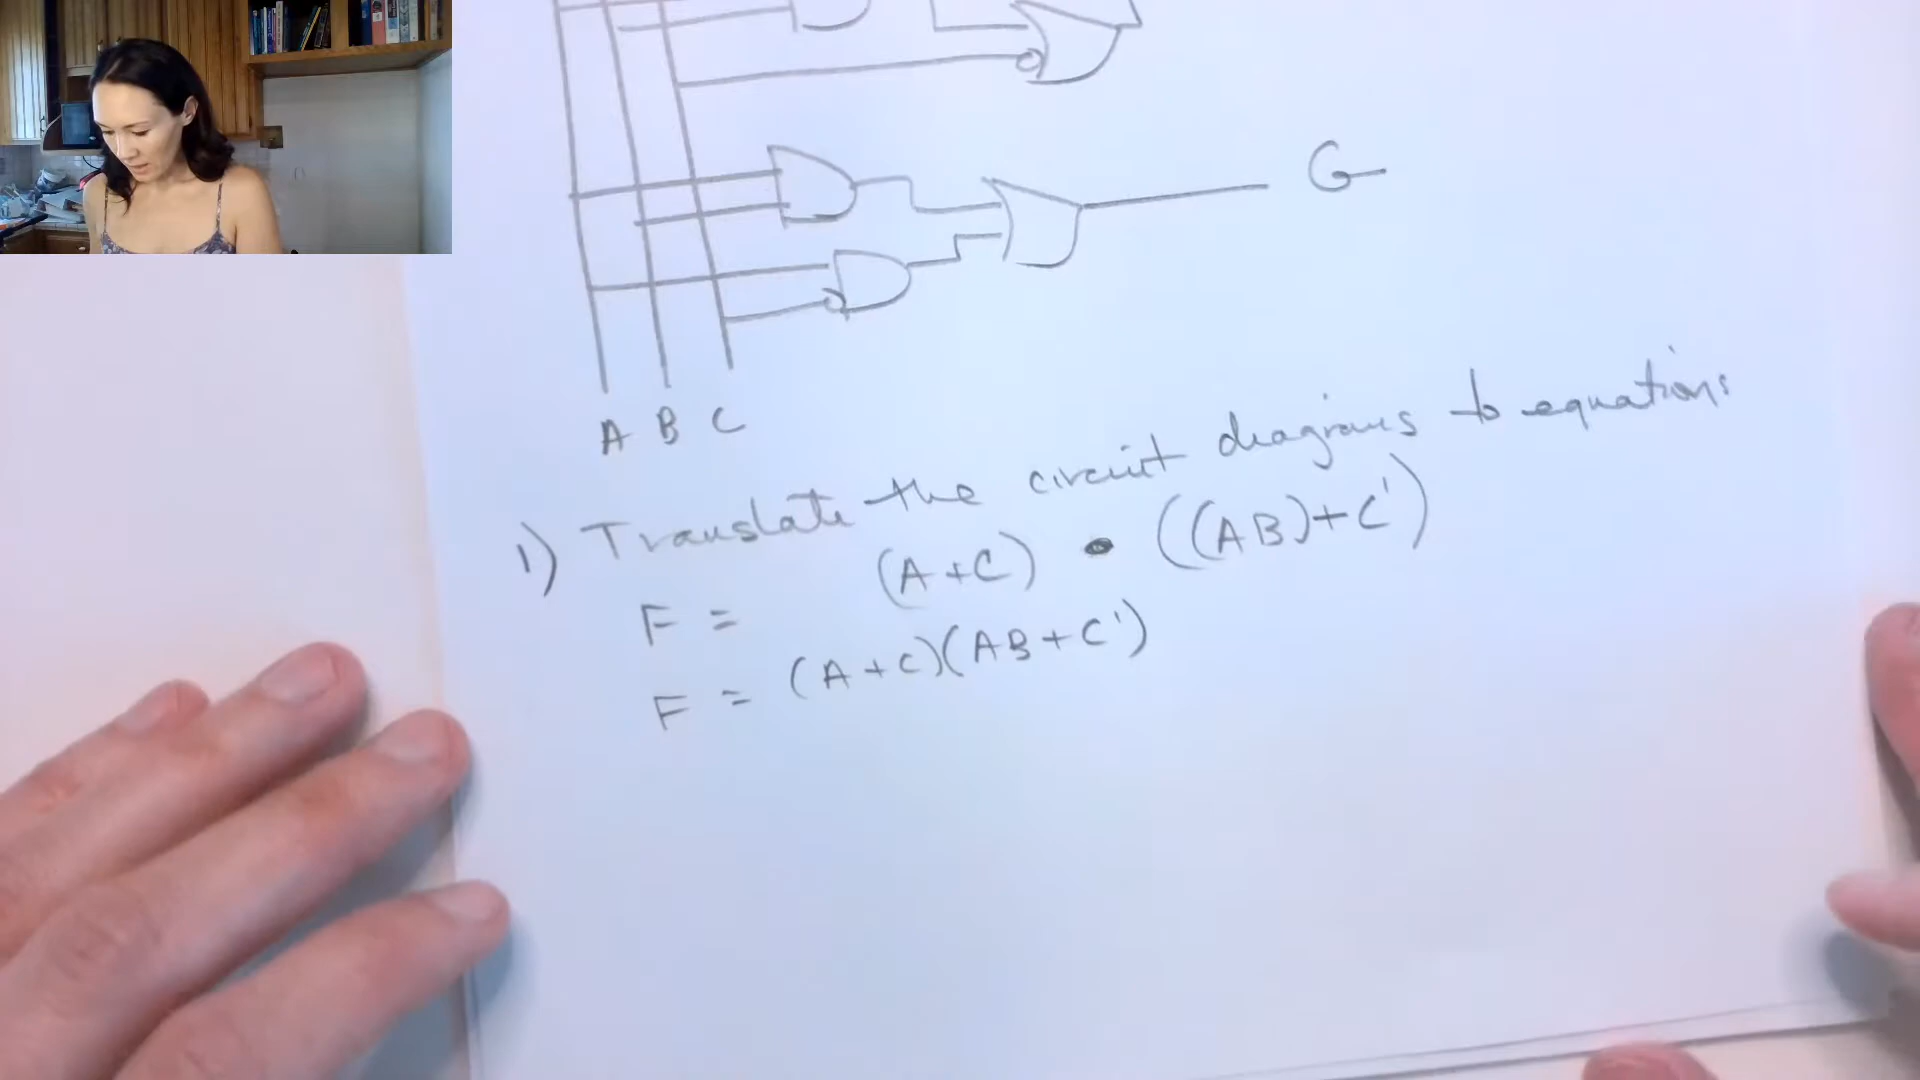 G
A B C
1) Translate the circuit diagrams to equations
F = (A+C) • ((AB)+C')
F = (A+C)(AB+C')